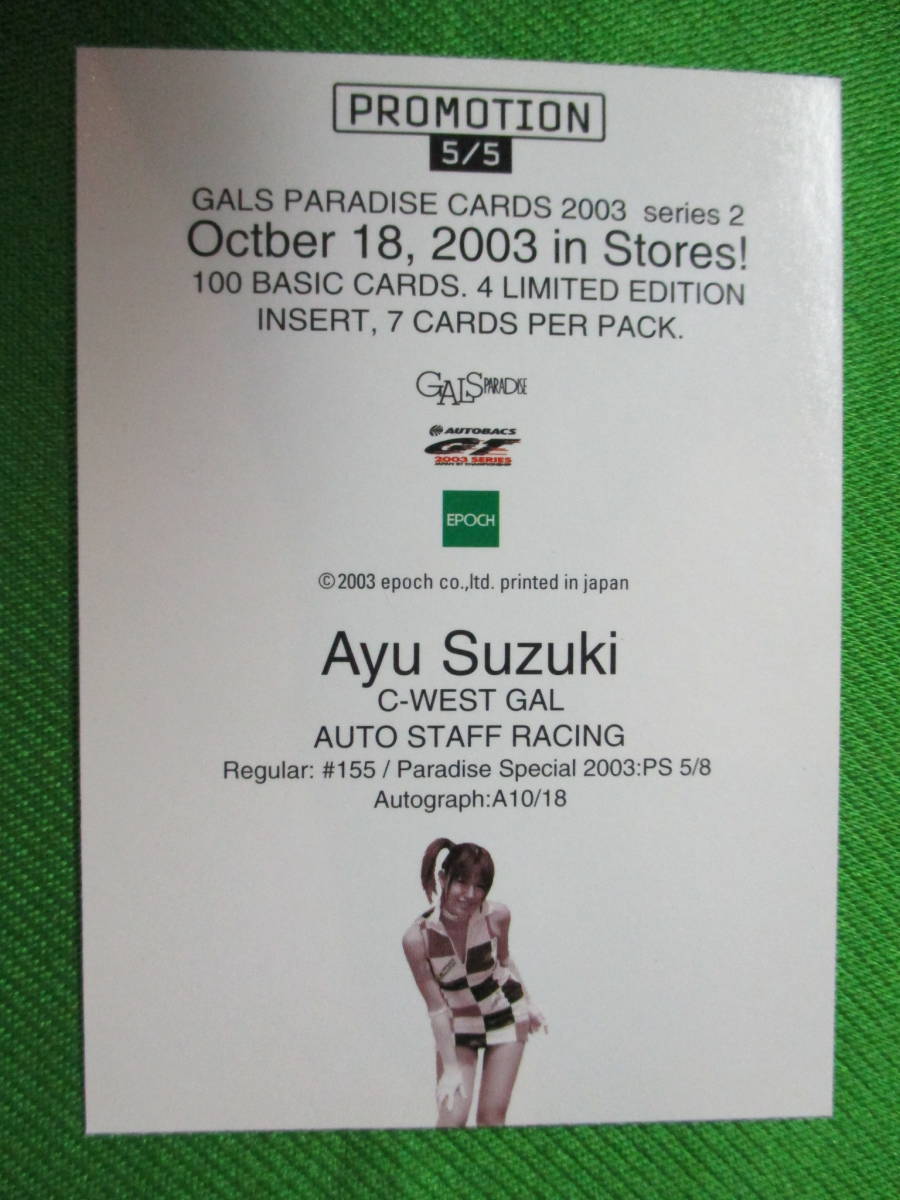 PROMOTION
5/5
GALS PARADISE CARDS 2003 series 2
Octber 18, 2003 in Stores!
100 BASIC CARDS. 4 LIMITED EDITION
INSERT, 7 CARDS PER PACK.
GALS PARADISE
AUTOBACS
GT
2003 SERIES
JAPAN GT CHAMPIONSHIP
EPOCH
©2003 epoch co.,ltd. printed in japan
Ayu Suzuki
C-WEST GAL
AUTO STAFF RACING
Regular: #155 / Paradise Special 2003:PS 5/8
Autograph:A10/18